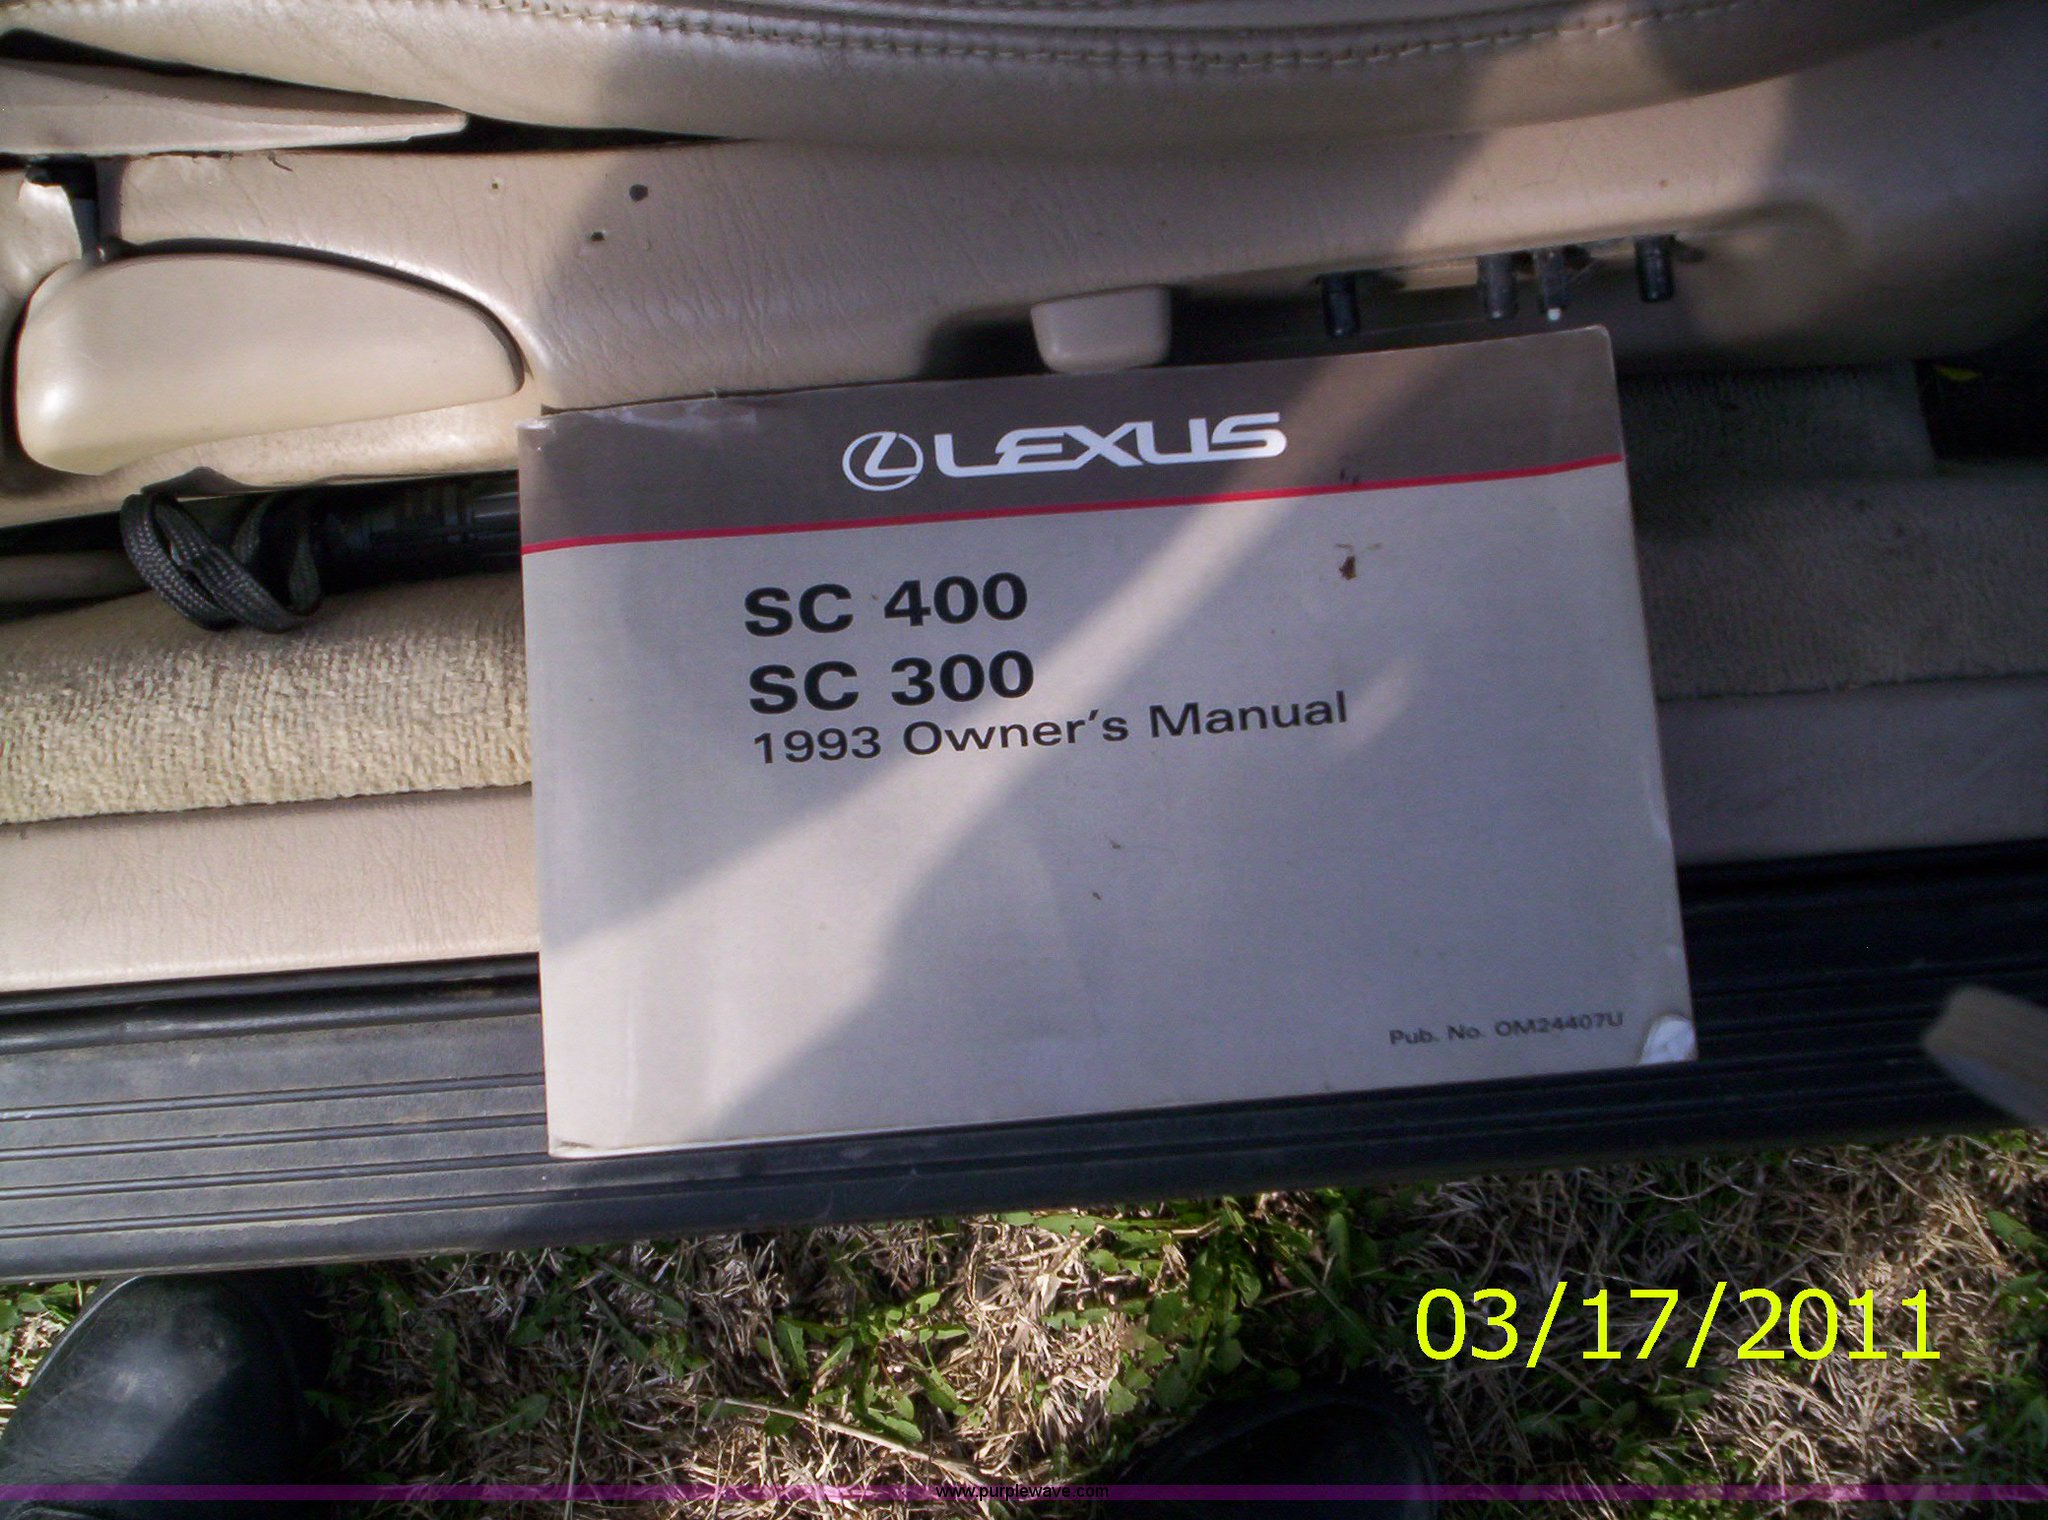 LEXUS
SC 400
SC 300
1993 Owner's Manual
Pub. No. OM24407U
03/17/2011
www.purplewave.com